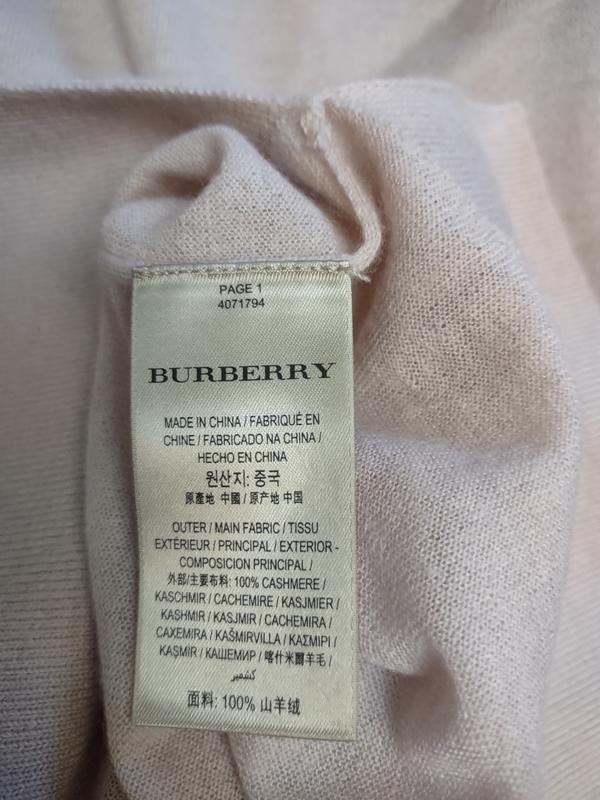 PAGE 1
4071794
BURBERRY
MADE IN CHINA / FABRIQUÉ EN
CHINE / FABRICADO NA CHINA /
HECHO EN CHINA
원산지: 중국
原產地 中國 / 原产地 中国
OUTER / MAIN FABRIC / TISSU
EXTÉRIEUR / PRINCIPAL / EXTERIOR -
COMPOSICIÓN PRINCIPAL /
外部/主要布料: 100% CASHMERE /
KASCHMIR / CACHEMIRE / KASJMIER /
KASHMIR / KASJMIR / CACHEMIRA /
CAXEMIRA / KAŠMIRVILLA / ΚΑΣΜΙΡΙ /
KAŞMİR / КАШЕМИР / 喀什米爾羊毛 /
كشمير
面料: 100% 山羊绒